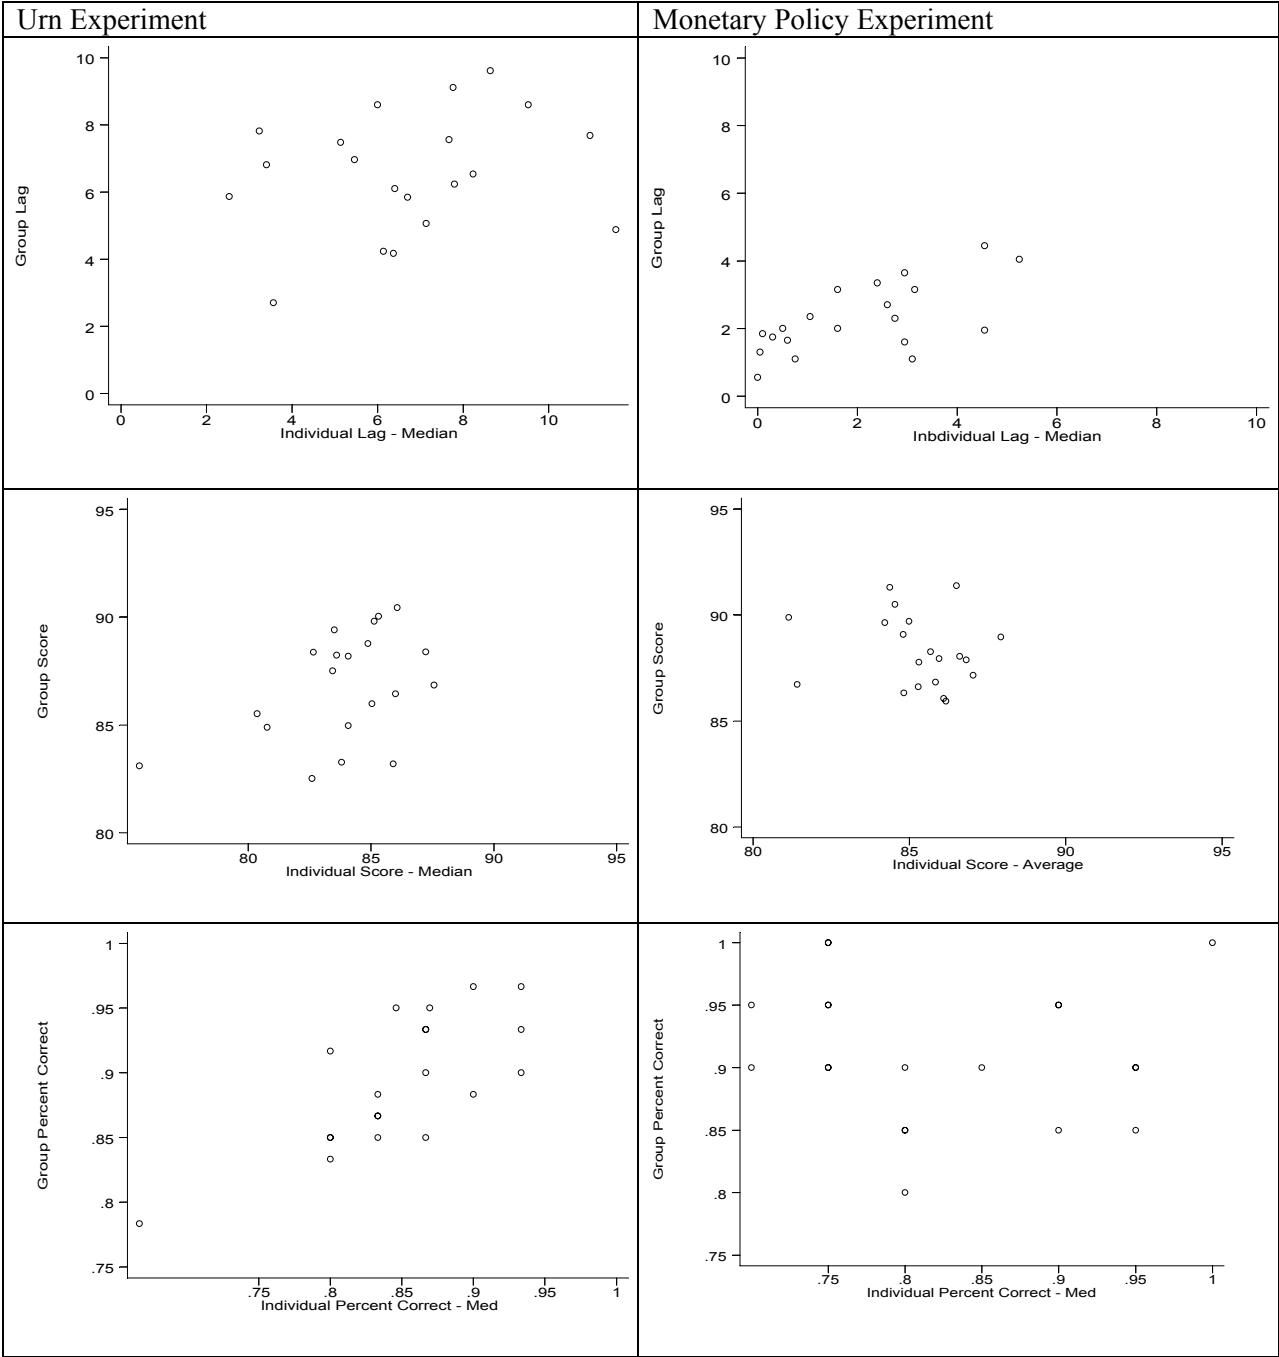 Urn Experiment
Monetary Policy Experiment
10
8
6
4
2
0
Group Lag
0 2 4 6 8 10
Individual Lag - Median
10
8
6
4
2
0
Group Lag
0 2 4 6 8 10
Inbdividual Lag - Median
95
90
85
80
Group Score
80 85 90 95
Individual Score - Median
95
90
85
80
Group Score
80 85 90 95
Individual Score - Average
1
.95
.9
.85
.8
.75
Group Percent Correct
.75 .8 .85 .9 .95 1
Individual Percent Correct - Med
1
.95
.9
.85
.8
.75
Group Percent Correct
.75 .8 .85 .9 .95 1
Individual Percent Correct - Med